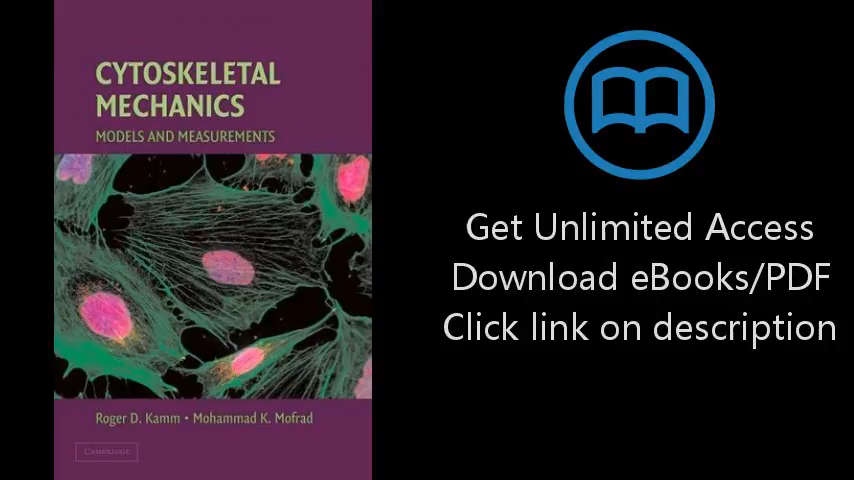 CYTOSKELETAL
MECHANICS
MODELS AND MEASUREMENTS
Roger D. Kamm • Mohammad K. Mofrad
CAMBRIDGE
Get Unlimited Access
Download eBooks/PDF
Click link on description